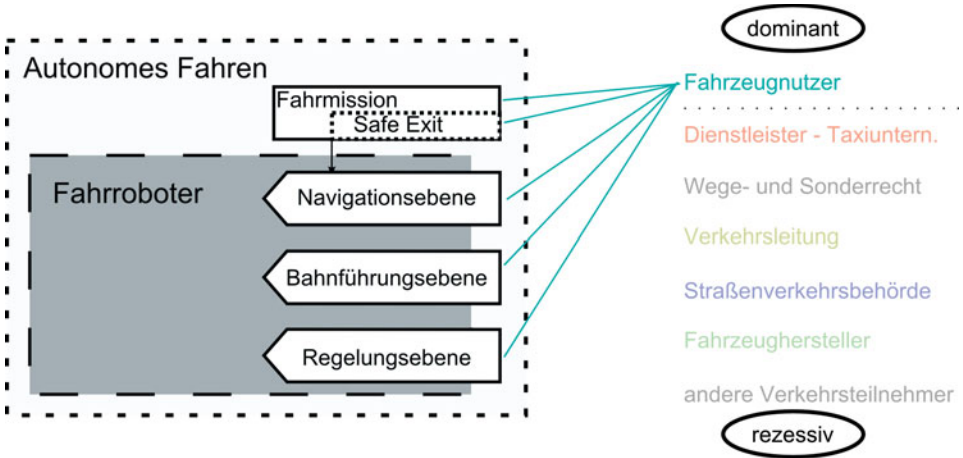 dominant
Autonomes Fahren
Fahrmission
Safe Exit
Fahrroboter
Navigationsebene
Bahnführungsebene
Regelungsebene
Fahrzeugnutzer
Dienstleister - Taxiuntern.
Wege- und Sonderrecht
Verkehrsleitung
Straßenverkehrsbehörde
Fahrzeughersteller
andere Verkehrsteilnehmer
rezessiv